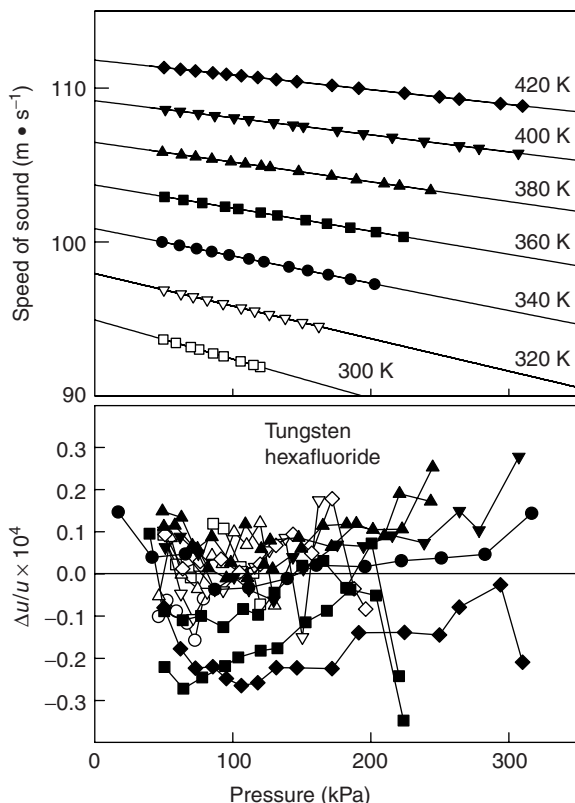 Speed of sound (m • s⁻¹)
110
100
90
420 K
400 K
380 K
360 K
340 K
320 K
300 K
Tungsten
hexafluoride
Δu/u × 10⁴
0.3
0.2
0.1
0.0
−0.1
−0.2
−0.3
0
100
200
300
Pressure (kPa)